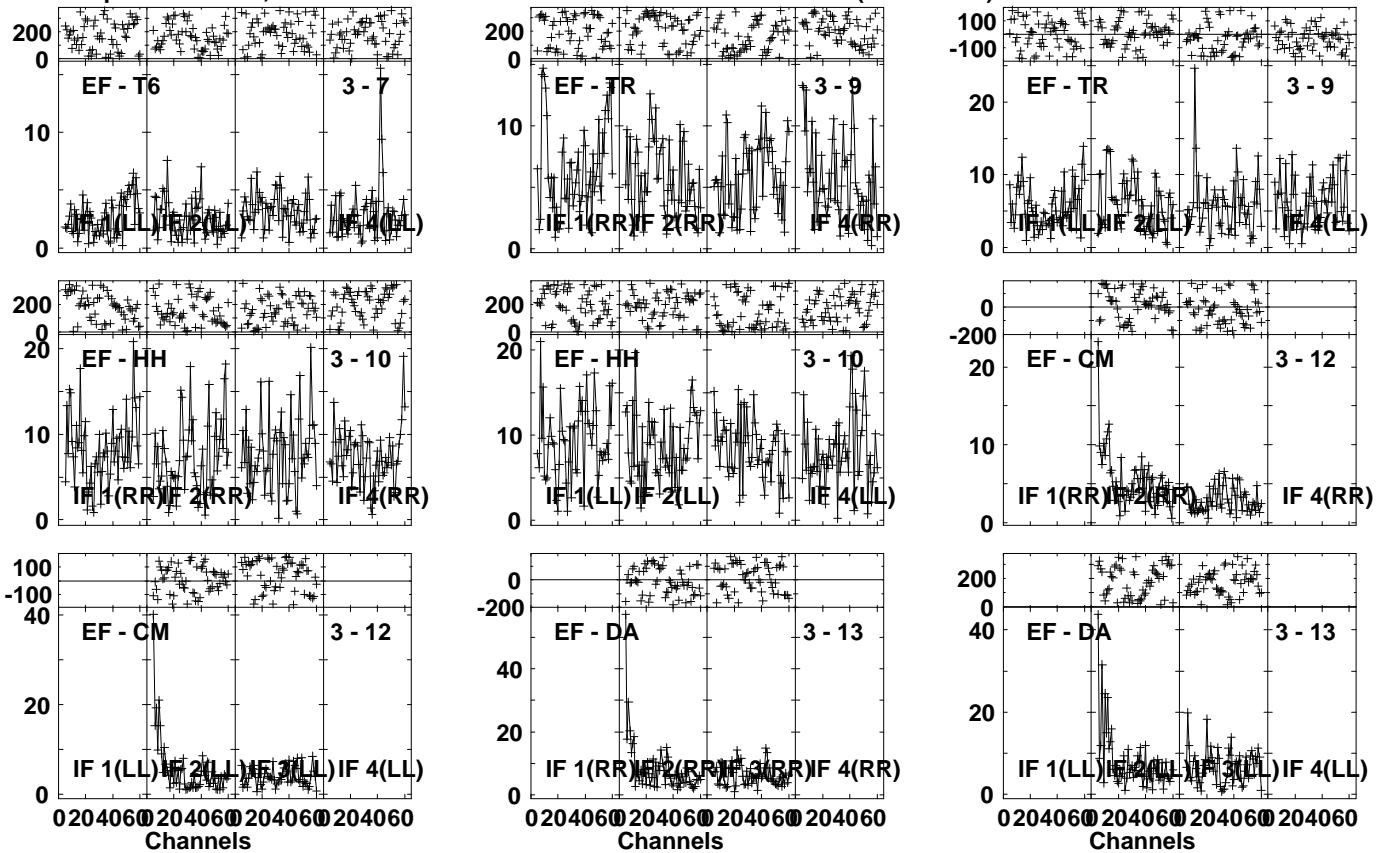 200 200 100
0 0 -100
EF - T6 3 - 7 EF - TR 3 - 9 EF - TR 3 - 9
20
10 10 10
0 0 0
IF 1(LL) IF 2(LL) IF 4(LL) IF 1(RR) IF 2(RR) IF 4(RR) IF 1(LL) IF 2(LL) IF 4(LL)
200 200 0
0 0 -200
20 20 20
EF - HH 3 - 10 EF - HH 3 - 10 EF - CM 3 - 12
10 10 10
IF 1(RR) IF 2(RR) IF 4(RR) IF 1(LL) IF 2(LL) IF 4(LL) IF 1(RR) IF 2(RR) IF 4(RR)
0 0 0
100 0 200
-100 -200 0
40 40 40
EF - CM 3 - 12 EF - DA 3 - 13 EF - DA 3 - 13
20 20 20
IF 1(LL) IF 2(LL) IF 3(LL) IF 4(LL) IF 1(RR) IF 2(RR) IF 3(RR) IF 4(RR) IF 1(LL) IF 2(LL) IF 3(LL) IF 4(LL)
0 0 0
0 20 40 60 0 20 40 60 0 20 40 60 0 20 40 60 0 20 40 60 0 20 40 60 0 20 40 60 0 20 40 60 0 20 40 60 0 20 40 60 0 20 40 60 0 20 40 60
Channels Channels Channels